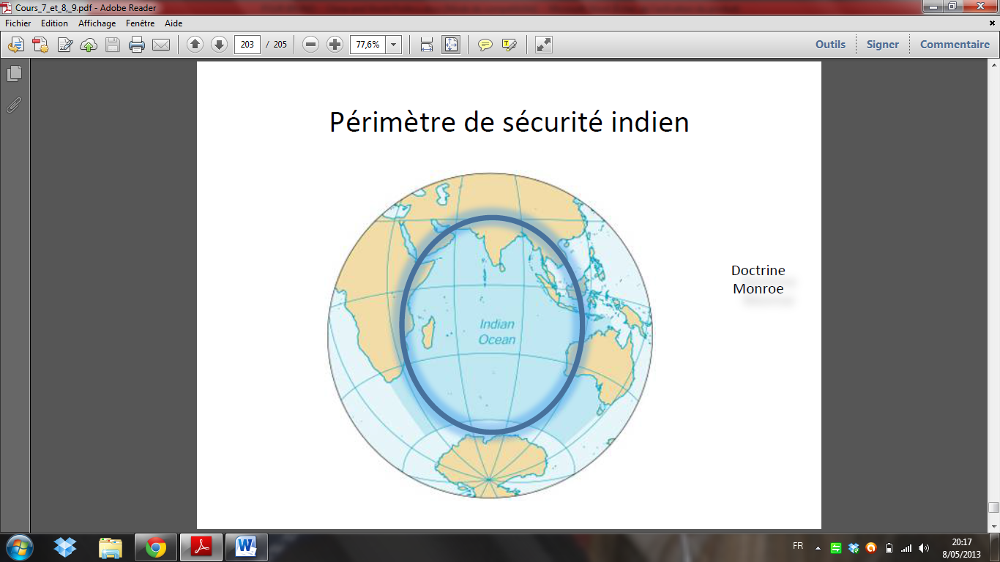 Cours_7_et_8_9.pdf - Adobe Reader
Fichier Edition Affichage Fenêtre Aide
203 / 205 77,6% Outils Signer Commentaire
Périmètre de sécurité indien
Doctrine
Monroe
Indian
Ocean
FR 20:17
8/05/2013